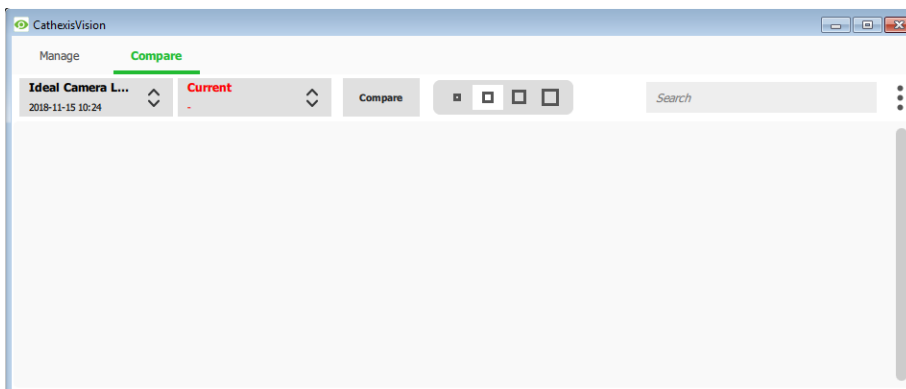 CathexisVision
Manage Compare
Ideal Camera L... Current Compare Search
2018-11-15 10:24 -